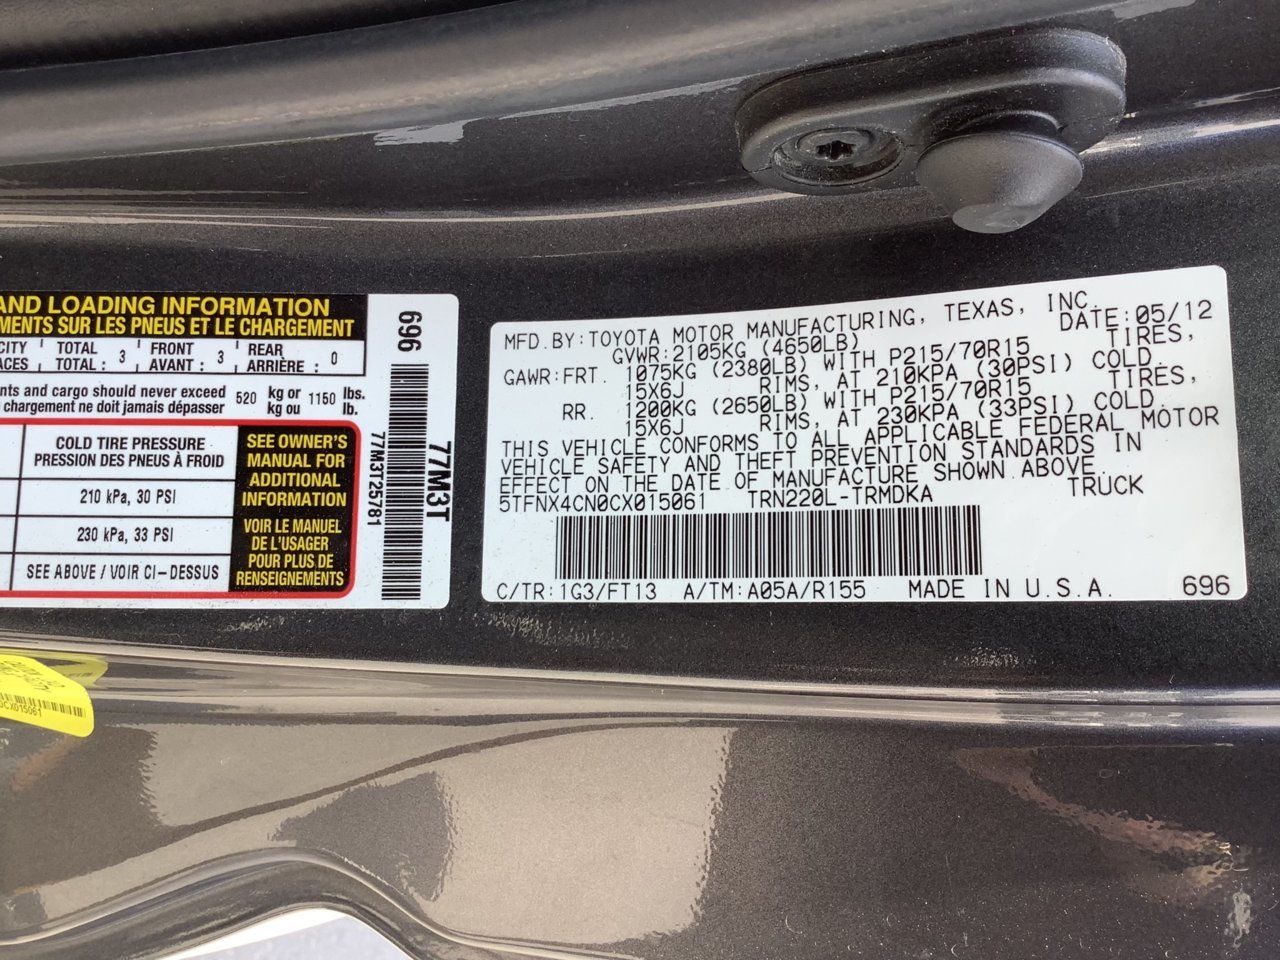 AND LOADING INFORMATION
MENTS SUR LES PNEUS ET LE CHARGEMENT
TOTAL : 3 FRONT 3 REAR 0
TOTAL : AVANT : ARRIÈRE :
and cargo should never exceed 520 kg or 1150 lbs.
chargement ne doit jamais dépasser kg ou lb.
COLD TIRE PRESSURE
PRESSION DES PNEUS À FROID
210 kPa, 30 PSI
230 kPa, 33 PSI
SEE ABOVE / VOIR CI-DESSUS
SEE OWNER'S
MANUAL FOR
ADDITIONAL
INFORMATION
VOIR LE MANUEL
DE L'USAGER
POUR PLUS DE
RENSEIGNEMENTS
696
77M3T25781
77M3T
MFD. BY: TOYOTA MOTOR MANUFACTURING, TEXAS, INC.
DATE: 05/12
GVWR: 2105KG (4650LB)
GAWR: FRT. 1075KG (2380LB) WITH P215/70R15 TIRES,
15X6J RIMS, AT 210KPA (30PSI) COLD.
RR. 1200KG (2650LB) WITH P215/70R15 TIRES,
15X6J RIMS, AT 230KPA (33PSI) COLD.
THIS VEHICLE CONFORMS TO ALL APPLICABLE FEDERAL MOTOR
VEHICLE SAFETY AND THEFT PREVENTION STANDARDS IN
EFFECT ON THE DATE OF MANUFACTURE SHOWN ABOVE.
5TFNX4CN0CX015061 TRN220L-TRMDKA TRUCK
C/TR: 1G3/FT13 A/TM: A05A/R155 MADE IN U.S.A. 696
0CX015061